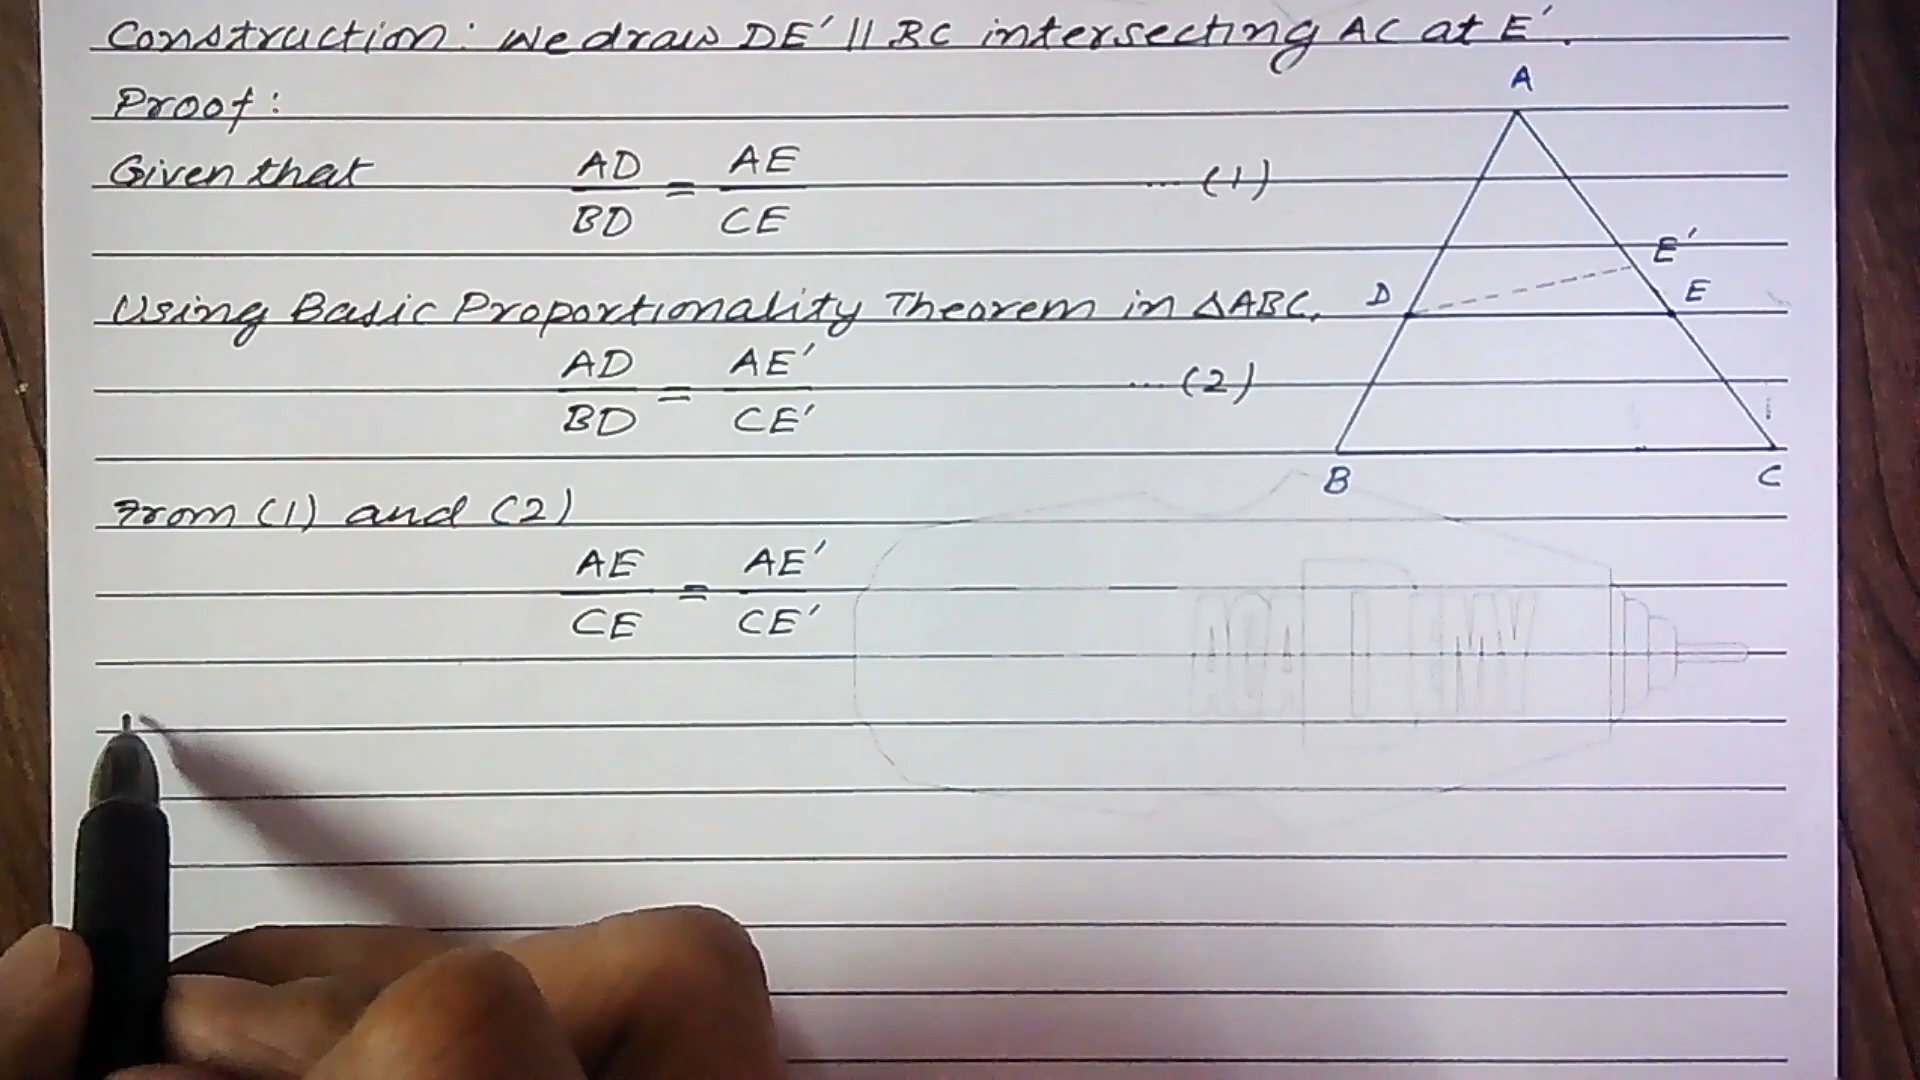 Construction: We draw DE′ || BC intersecting AC at E′.
Proof:
Given that AD/BD = AE/CE ... (1)
Using Basic Proportionality Theorem in ΔABC,
AD/BD = AE′/CE′ ... (2)
From (1) and (2)
AE/CE = AE′/CE′
A
E′
D
E
B
C
ACADEMY